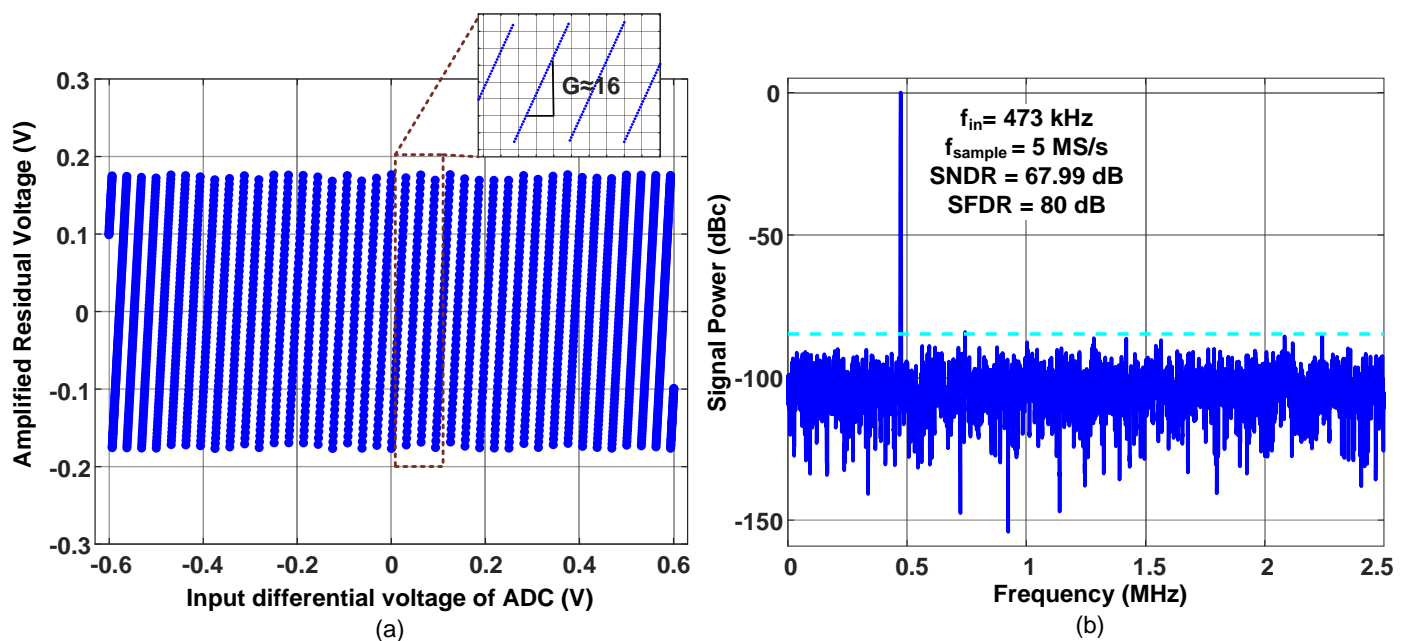 G≈16
0.3
0.2
0.1
0
-0.1
-0.2
-0.3
Amplified Residual Voltage (V)
-0.6
-0.4
-0.2
0
0.2
0.4
0.6
Input differential voltage of ADC (V)
(a)
0
-50
-100
-150
Signal Power (dBc)
fin= 473 kHz
fsample = 5 MS/s
SNDR = 67.99 dB
SFDR = 80 dB
0
0.5
1
1.5
2
2.5
Frequency (MHz)
(b)